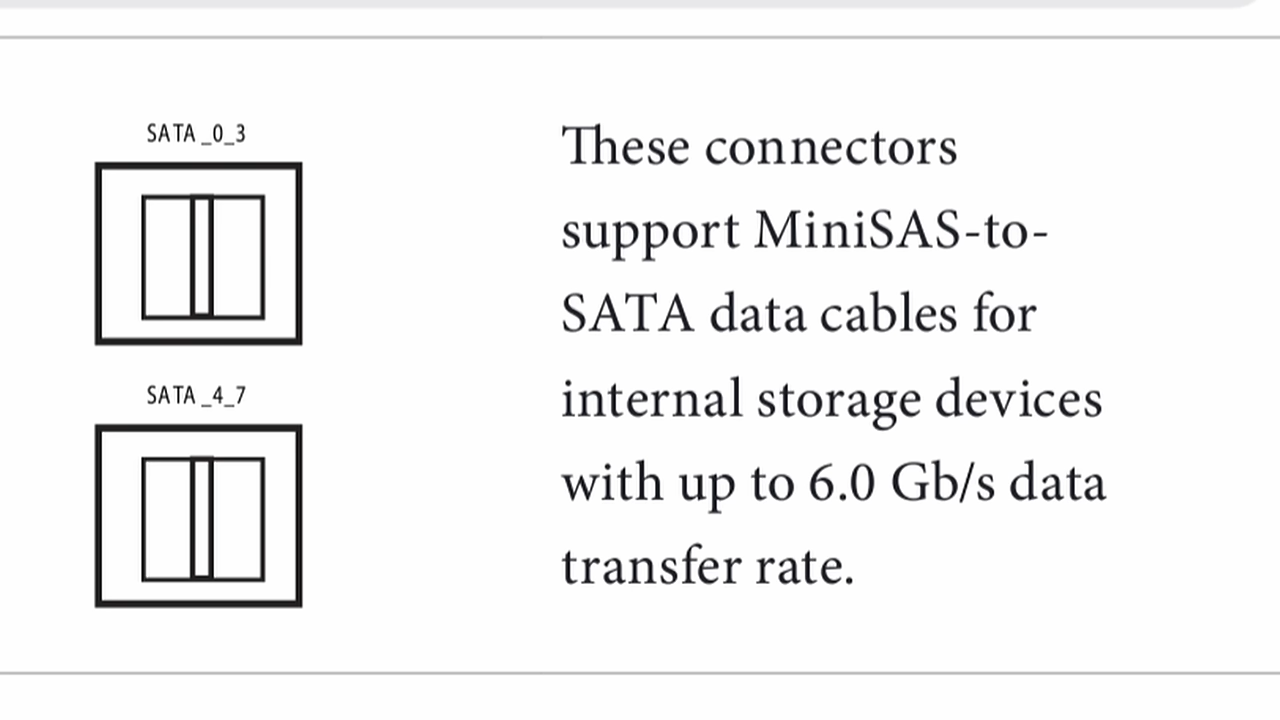 SATA_0_3
SATA_4_7
These connectors
support MiniSAS-to-
SATA data cables for
internal storage devices
with up to 6.0 Gb/s data
transfer rate.